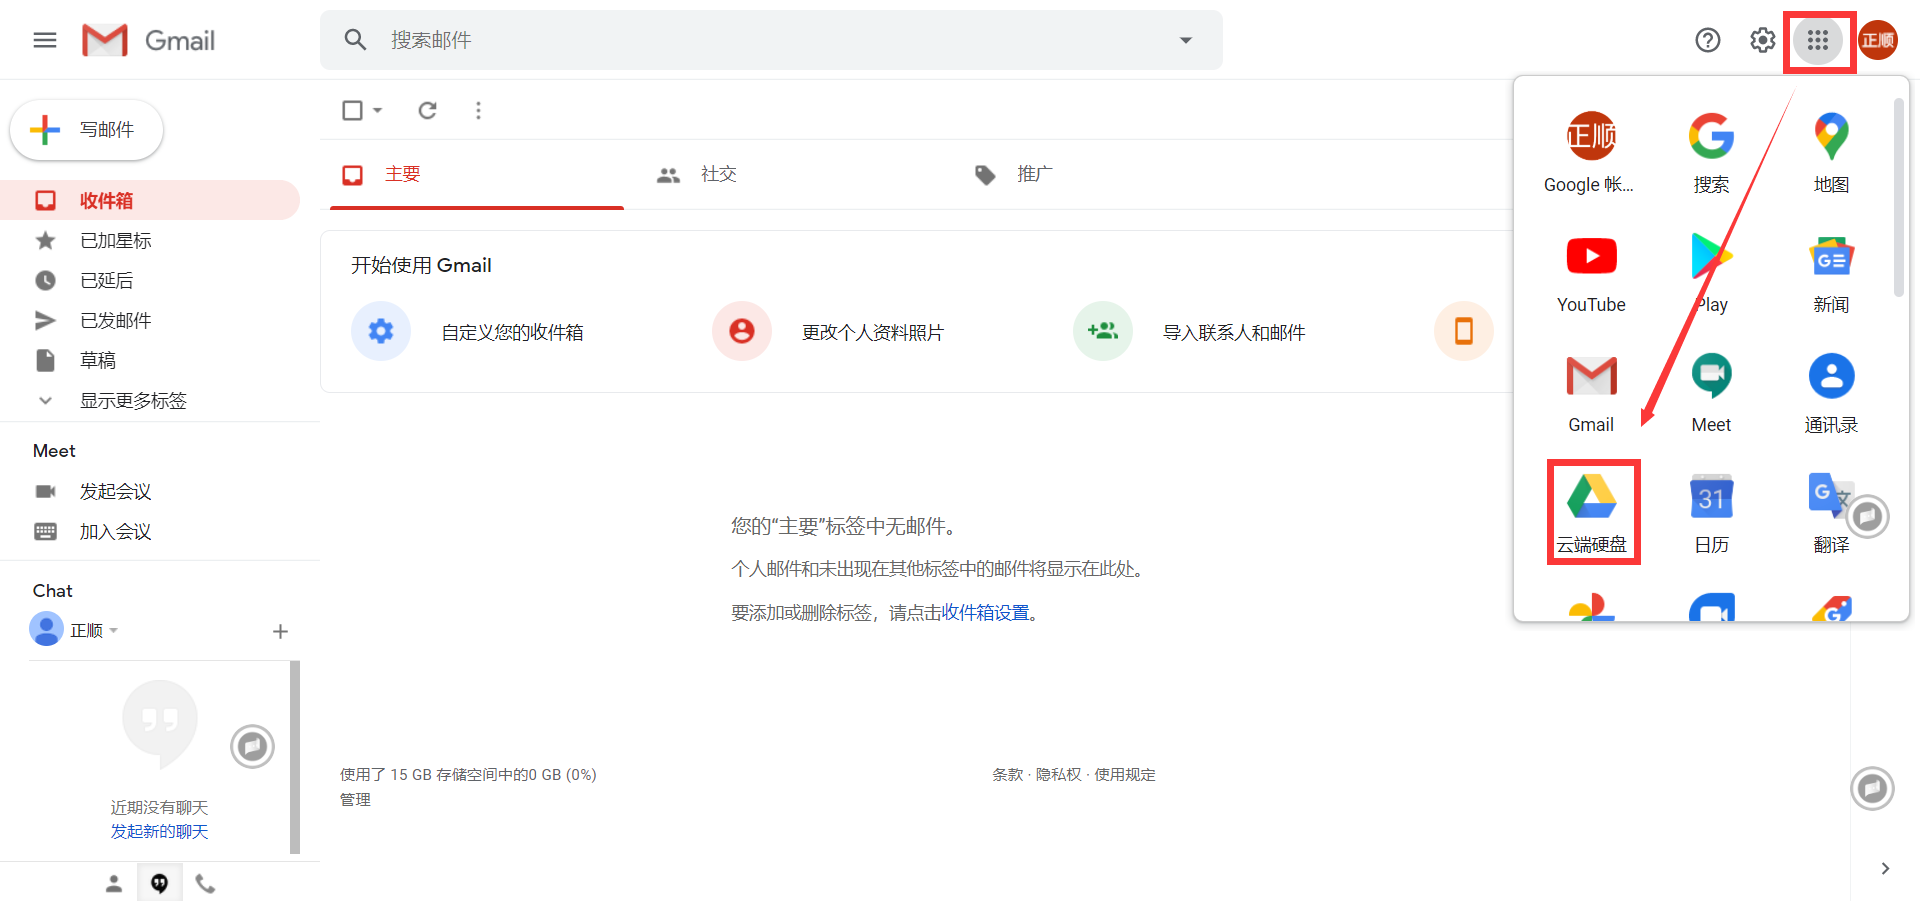 Gmail
搜索邮件
正顺
写邮件
收件箱
已加星标
已延后
已发邮件
草稿
显示更多标签
Meet
发起会议
加入会议
Chat
正顺
近期没有聊天
发起新的聊天
主要
社交
推广
开始使用 Gmail
自定义您的收件箱
更改个人资料照片
导入联系人和邮件
您的“主要”标签中无邮件。
个人邮件和未出现在其他标签中的邮件将显示在此处。
要添加或删除标签，请点击收件箱设置。
使用了 15 GB 存储空间中的0 GB (0%)
管理
条款 · 隐私权 · 使用规定
正顺
Google 帐...
搜索
地图
YouTube
Play
新闻
Gmail
Meet
通讯录
31
云端硬盘
日历
翻译